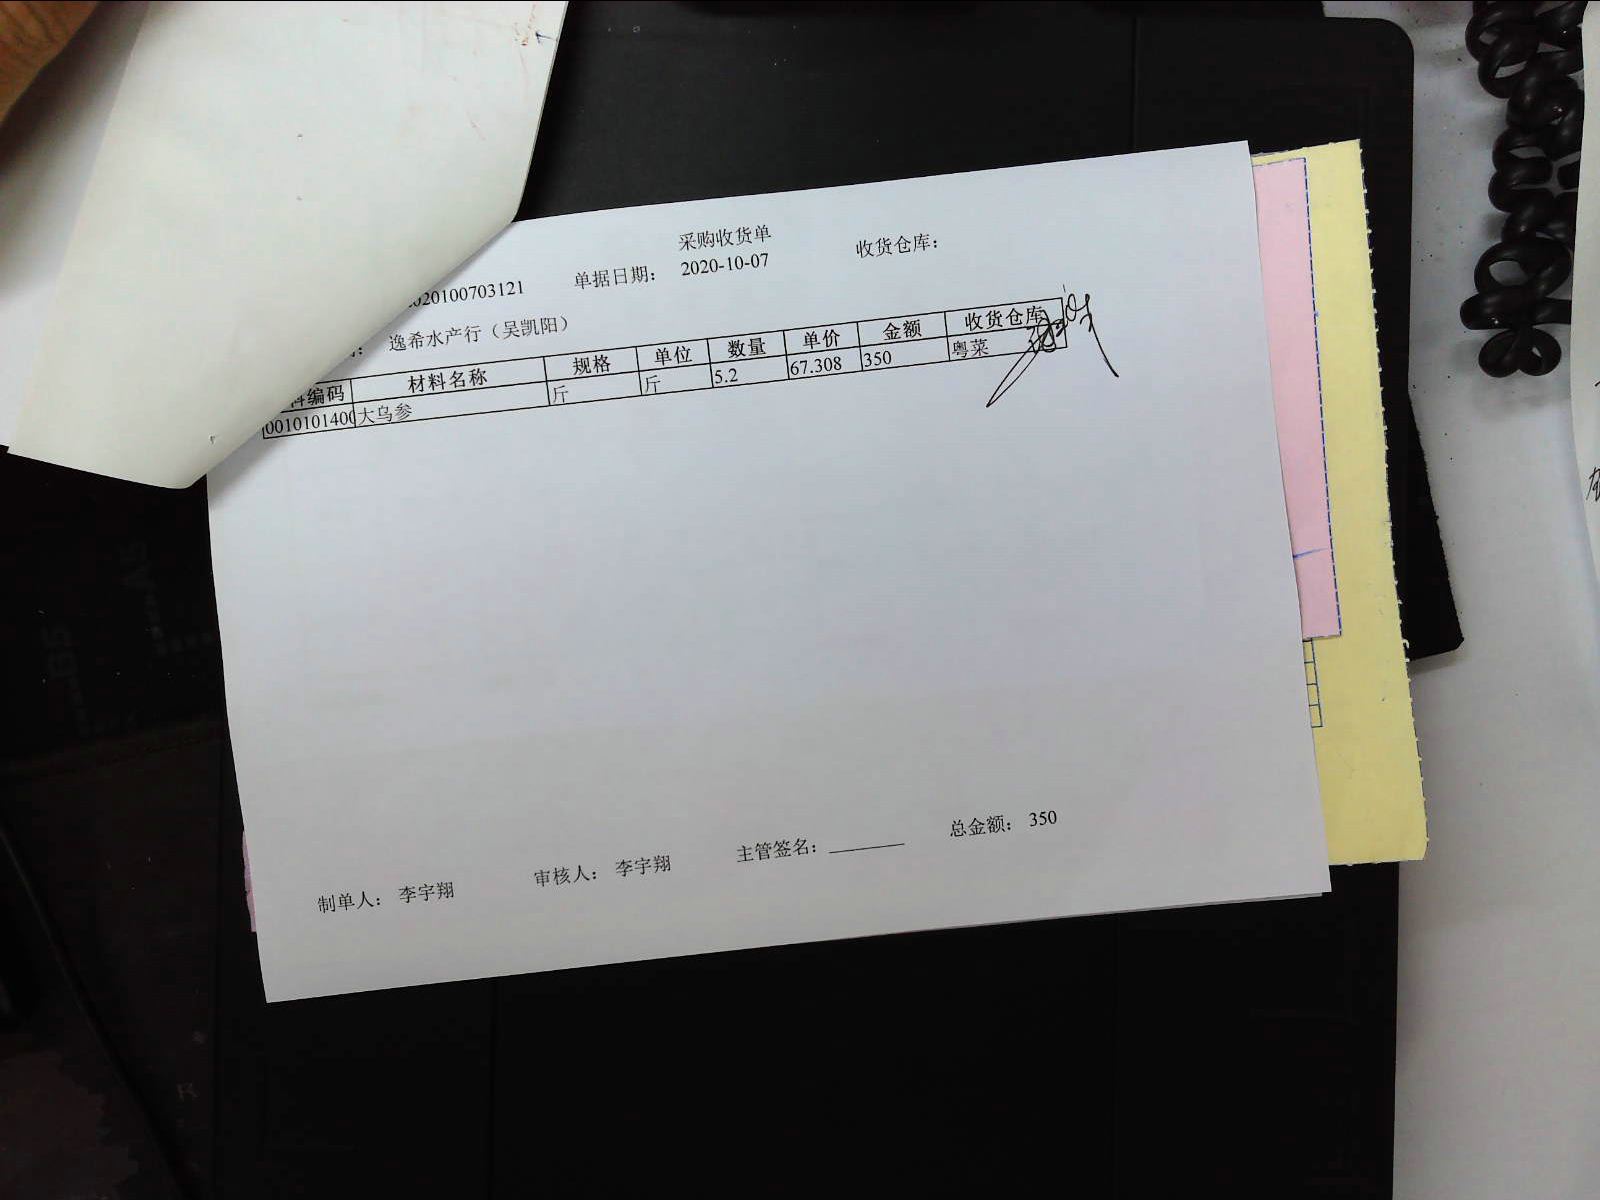 采购收货单
020100703121 单据日期： 2020-10-07 收货仓库：
逸希水产行（吴凯阳）
料编码 材料名称 规格 单位 数量 单价 金额 收货仓库
0010101400 大乌参 斤 斤 5.2 67.308 350 粤菜
制单人： 李宇翔 审核人： 李宇翔 主管签名： 总金额： 350